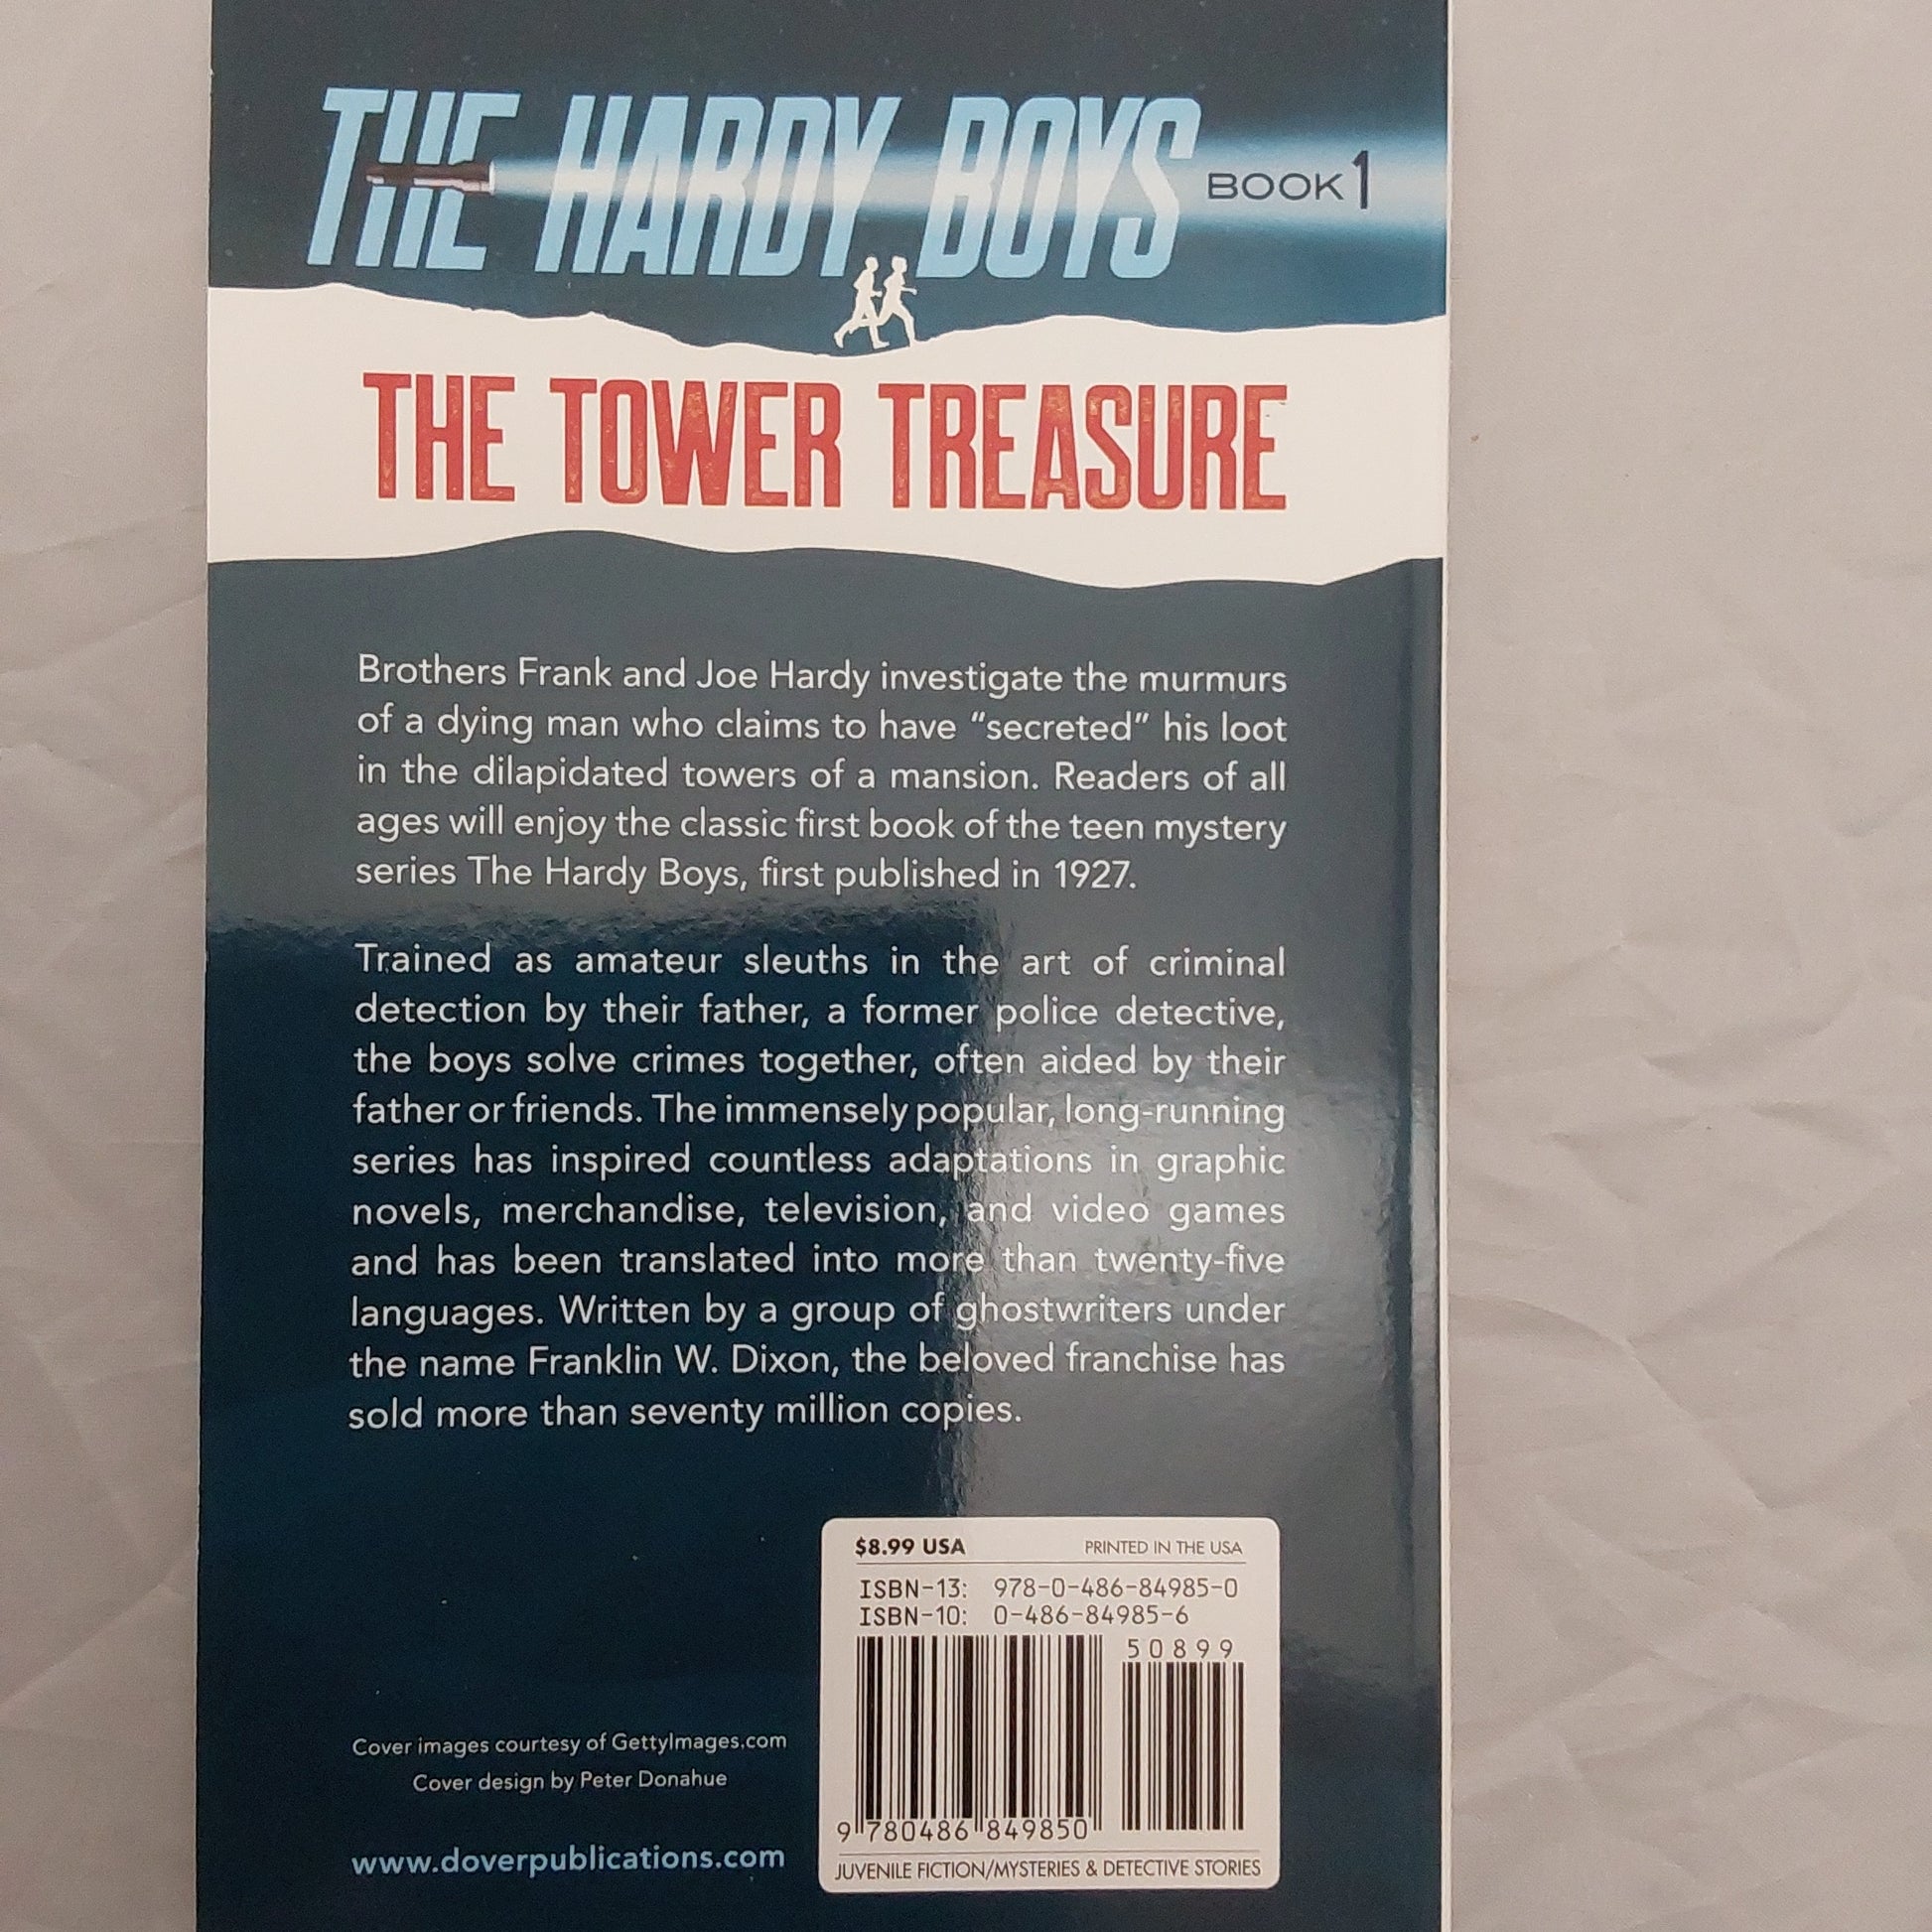 THE HARDY BOYS BOOK 1
THE TOWER TREASURE
Brothers Frank and Joe Hardy investigate the murmurs
of a dying man who claims to have “secreted” his loot
in the dilapidated towers of a mansion. Readers of all
ages will enjoy the classic first book of the teen mystery
series The Hardy Boys, first published in 1927.
Trained as amateur sleuths in the art of criminal
detection by their father, a former police detective,
the boys solve crimes together, often aided by their
father or friends. The immensely popular, long-running
series has inspired countless adaptations in graphic
novels, merchandise, television, and video games
and has been translated into more than twenty-five
languages. Written by a group of ghostwriters under
the name Franklin W. Dixon, the beloved franchise has
sold more than seventy million copies.
$8.99 USA PRINTED IN THE USA
ISBN-13: 978-0-486-84985-0
ISBN-10: 0-486-84985-6
50899
9 780486 849850
JUVENILE FICTION/MYSTERIES & DETECTIVE STORIES
Cover images courtesy of GettyImages.com
Cover design by Peter Donahue
www.doverpublications.com